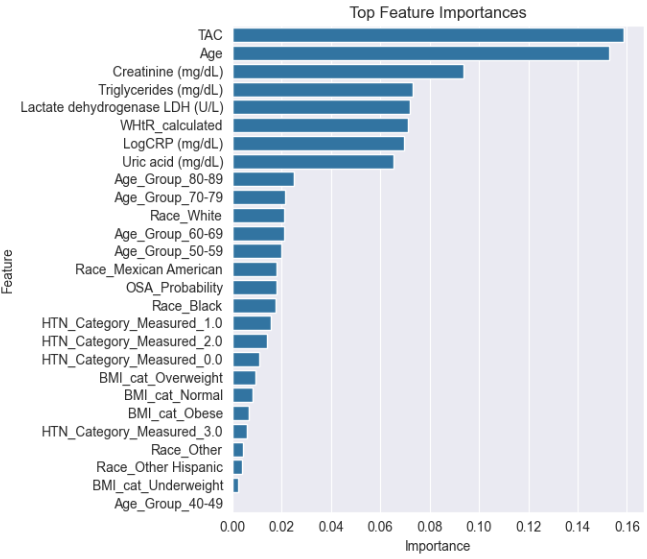 Top Feature Importances
TAC
Age
Creatinine (mg/dL)
Triglycerides (mg/dL)
Lactate dehydrogenase LDH (U/L)
WHtR_calculated
LogCRP (mg/dL)
Uric acid (mg/dL)
Age_Group_80-89
Age_Group_70-79
Race_White
Age_Group_60-69
Age_Group_50-59
Race_Mexican American
OSA_Probability
Race_Black
HTN_Category_Measured_1.0
HTN_Category_Measured_2.0
HTN_Category_Measured_0.0
BMI_cat_Overweight
BMI_cat_Normal
BMI_cat_Obese
HTN_Category_Measured_3.0
Race_Other
Race_Other Hispanic
BMI_cat_Underweight
Age_Group_40-49
Feature
0.00 0.02 0.04 0.06 0.08 0.10 0.12 0.14 0.16
Importance